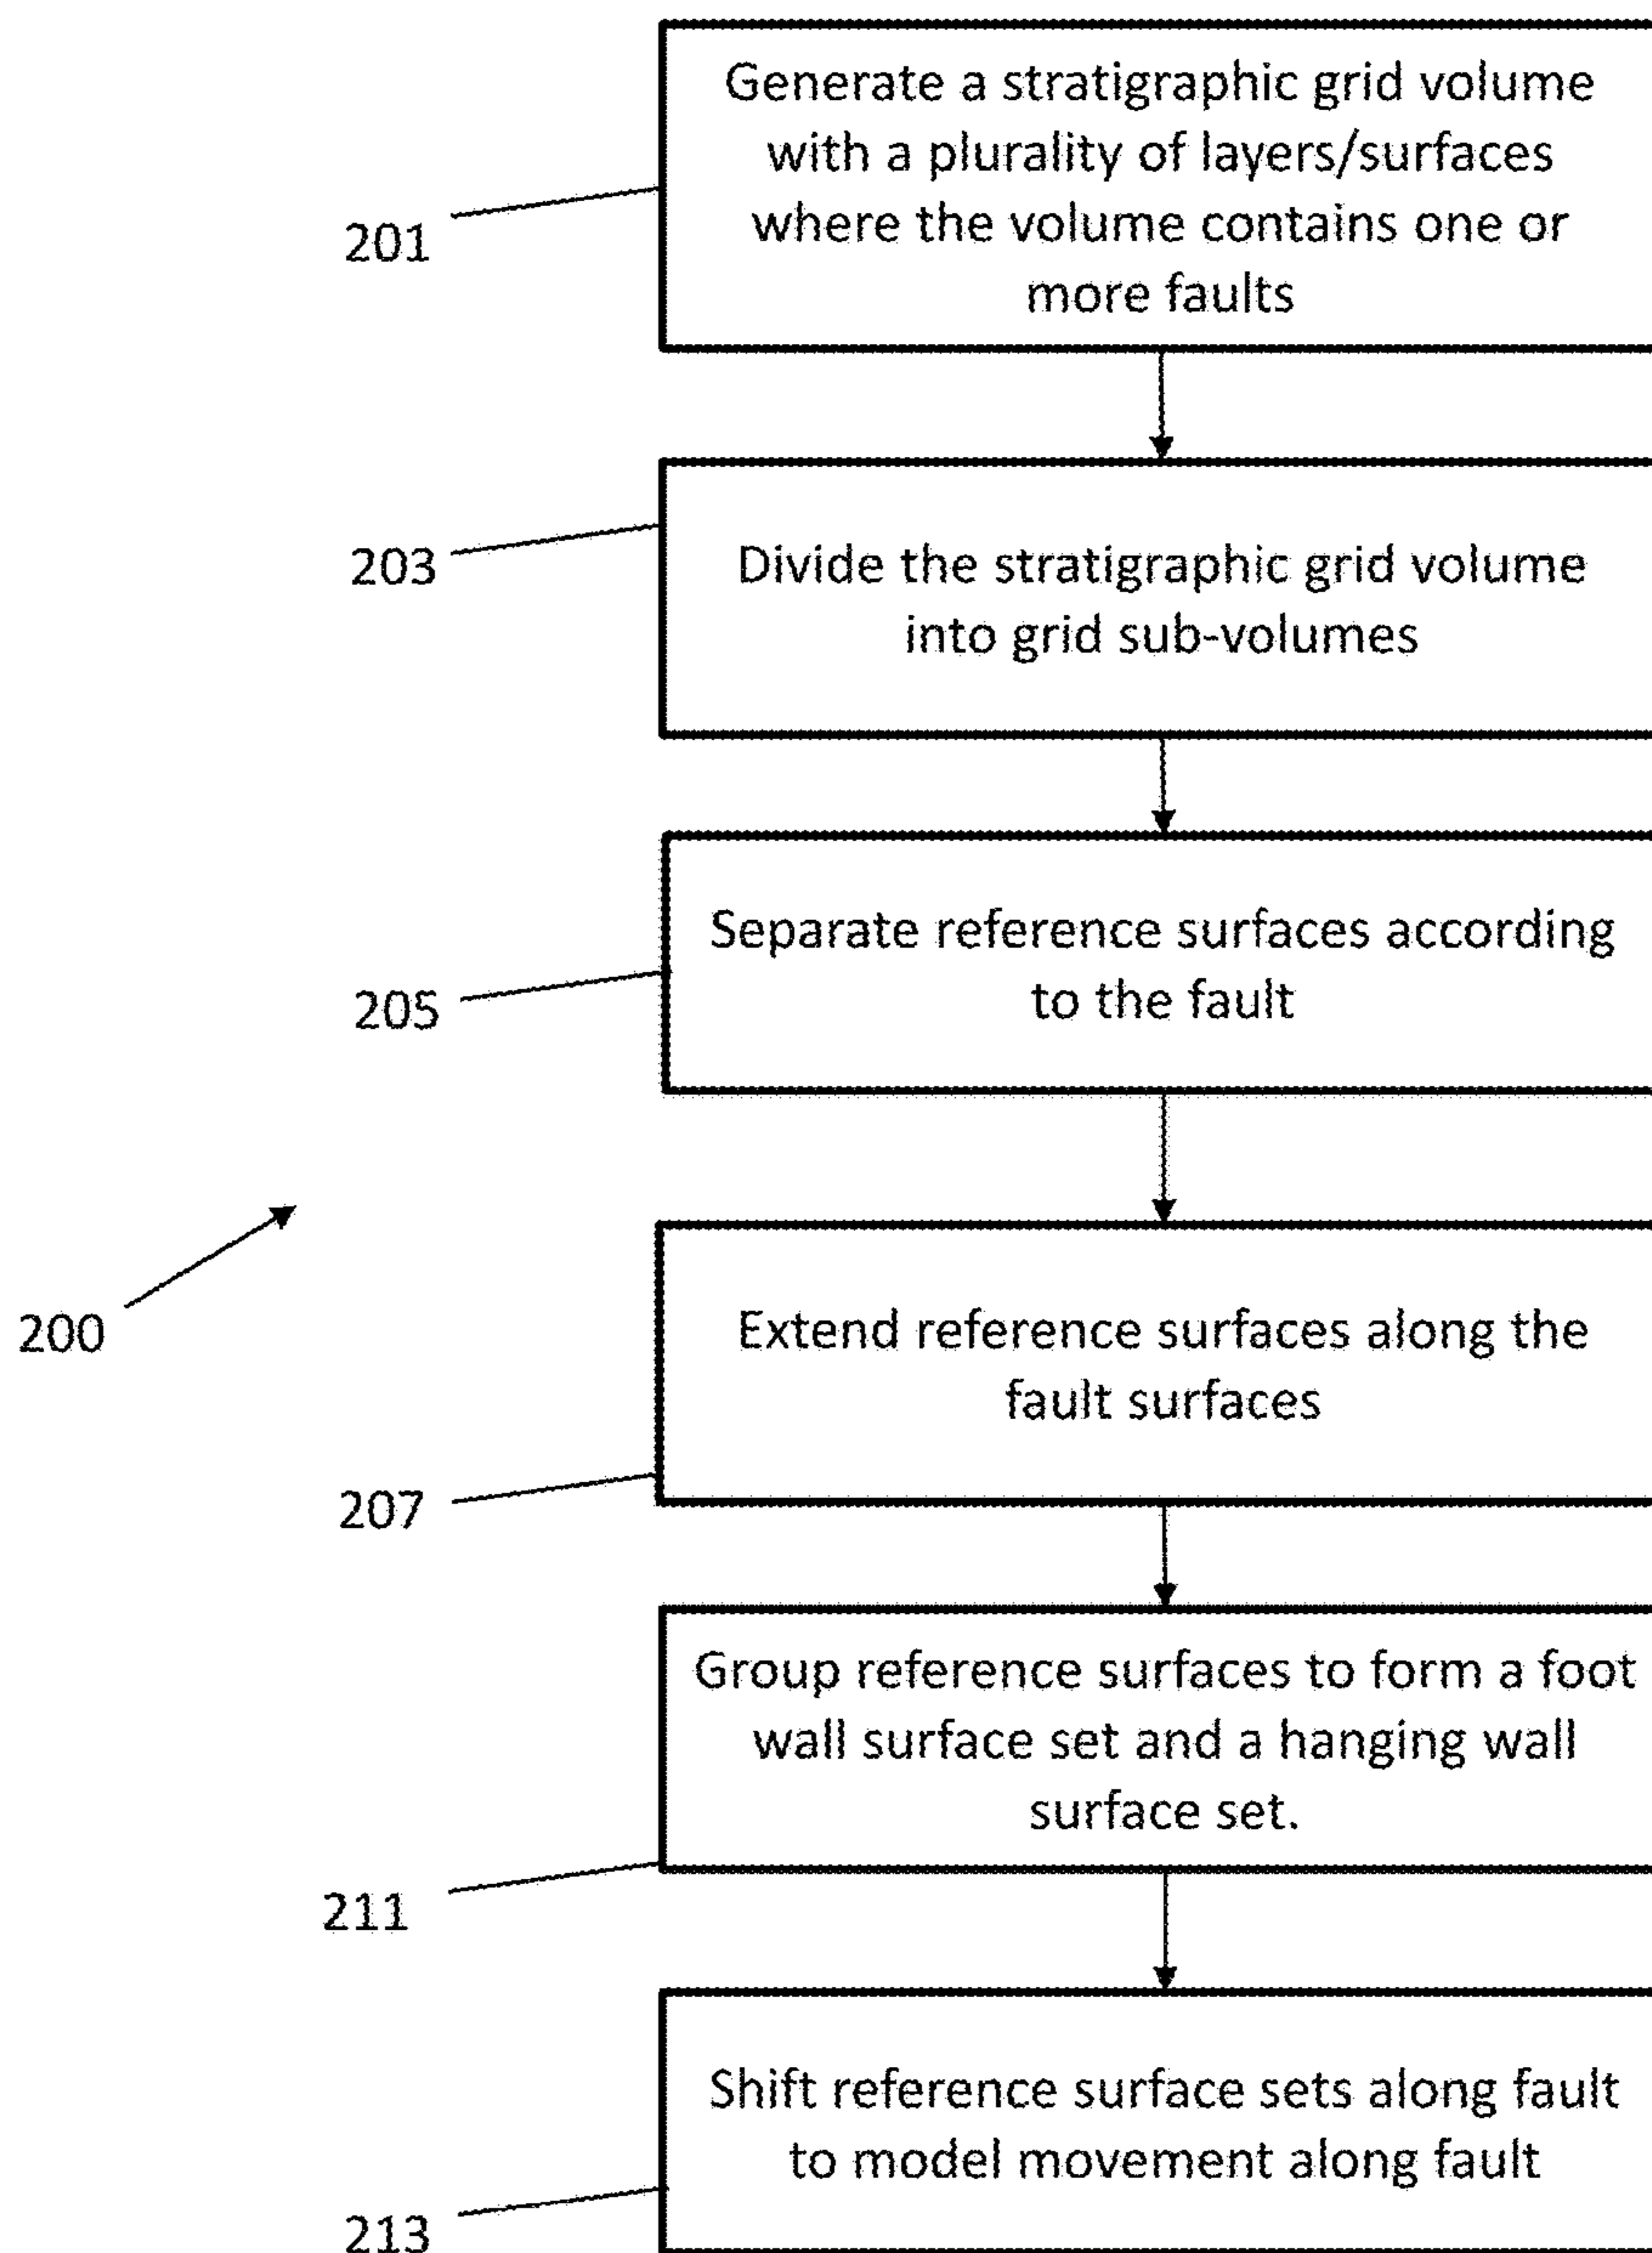 Generate a stratigraphic grid volume
with a plurality of layers/surfaces
where the volume contains one or
more faults
201
Divide the stratigraphic grid volume
into grid sub-volumes
203
Separate reference surfaces according
to the fault
205
Extend reference surfaces along the
fault surfaces
200
207
Group reference surfaces to form a foot
wall surface set and a hanging wall
surface set.
211
Shift reference surface sets along fault
to model movement along fault
213